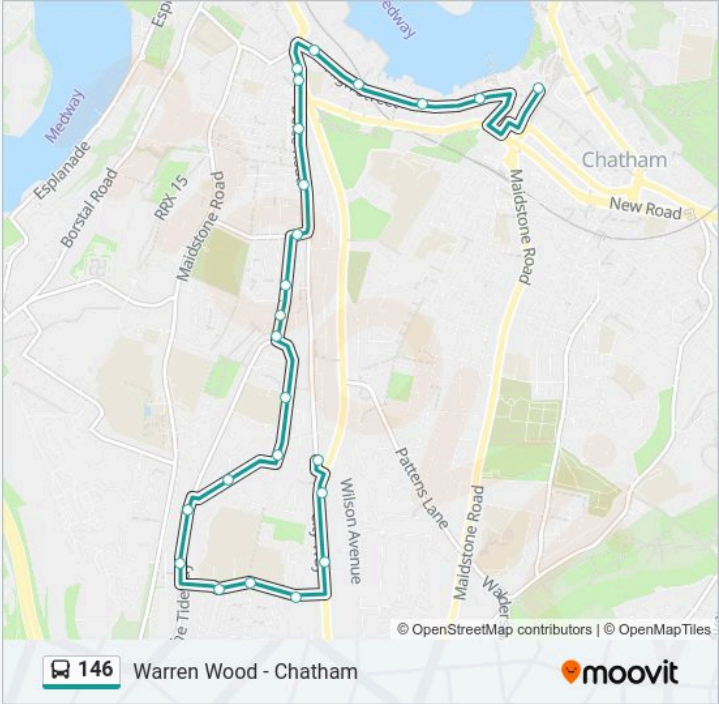 Medway
Medway
Esplanade
Borstal Road
RPX 15
Maidstone Road
Chatham
New Road
Maidstone Road
Pattens Lane
Wilson Avenue
Maidstone Road
© OpenStreetMap contributors | © OpenMapTiles
146 Warren Wood - Chatham
moovit